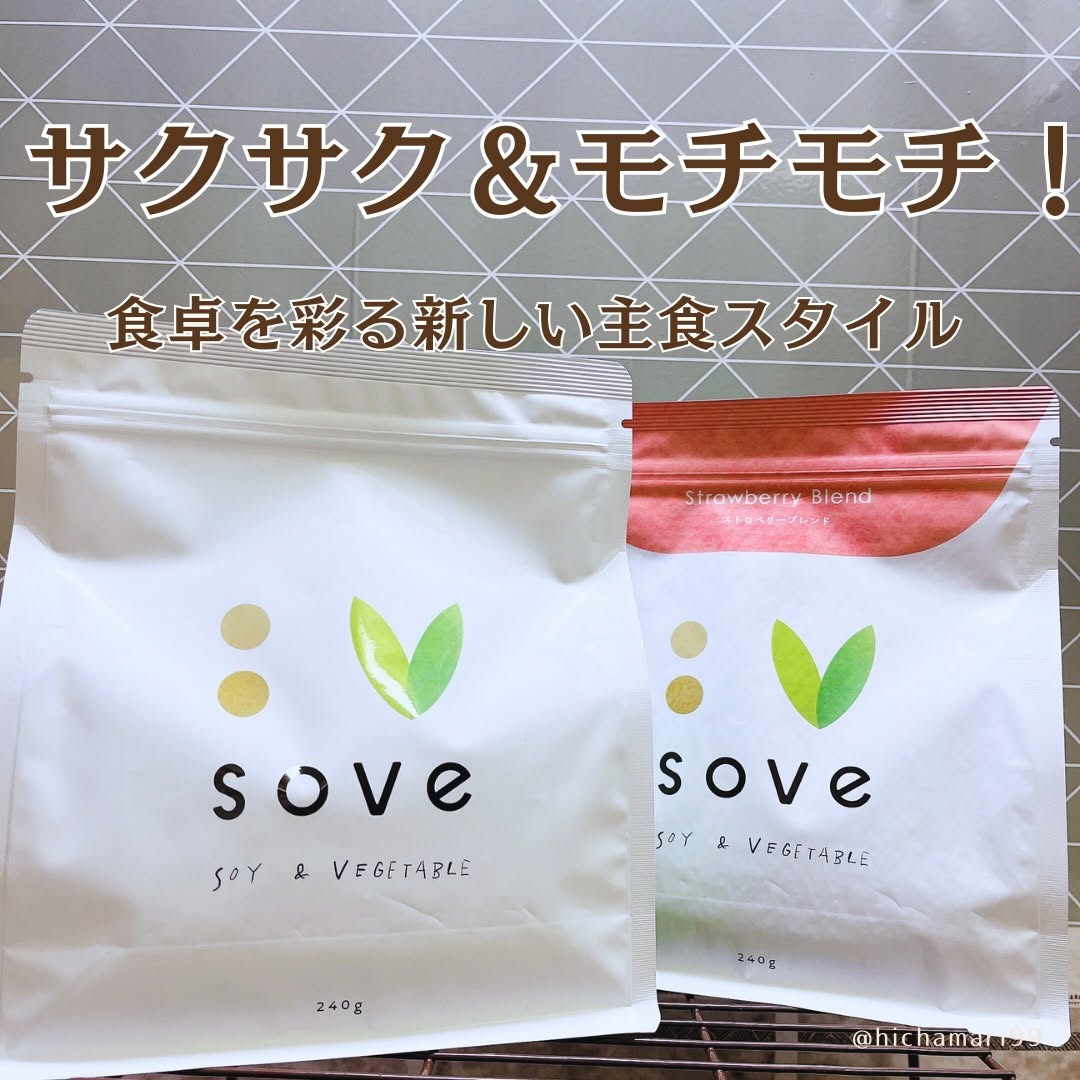 サクサク&モチモチ!
食卓を彩る新しい主食スタイル
Strawberry Blend
ストロベリーブレンド
sove
SOY & VEGETABLE
240g
sove
SOY & VEGETABLE
240g
@hichamari99